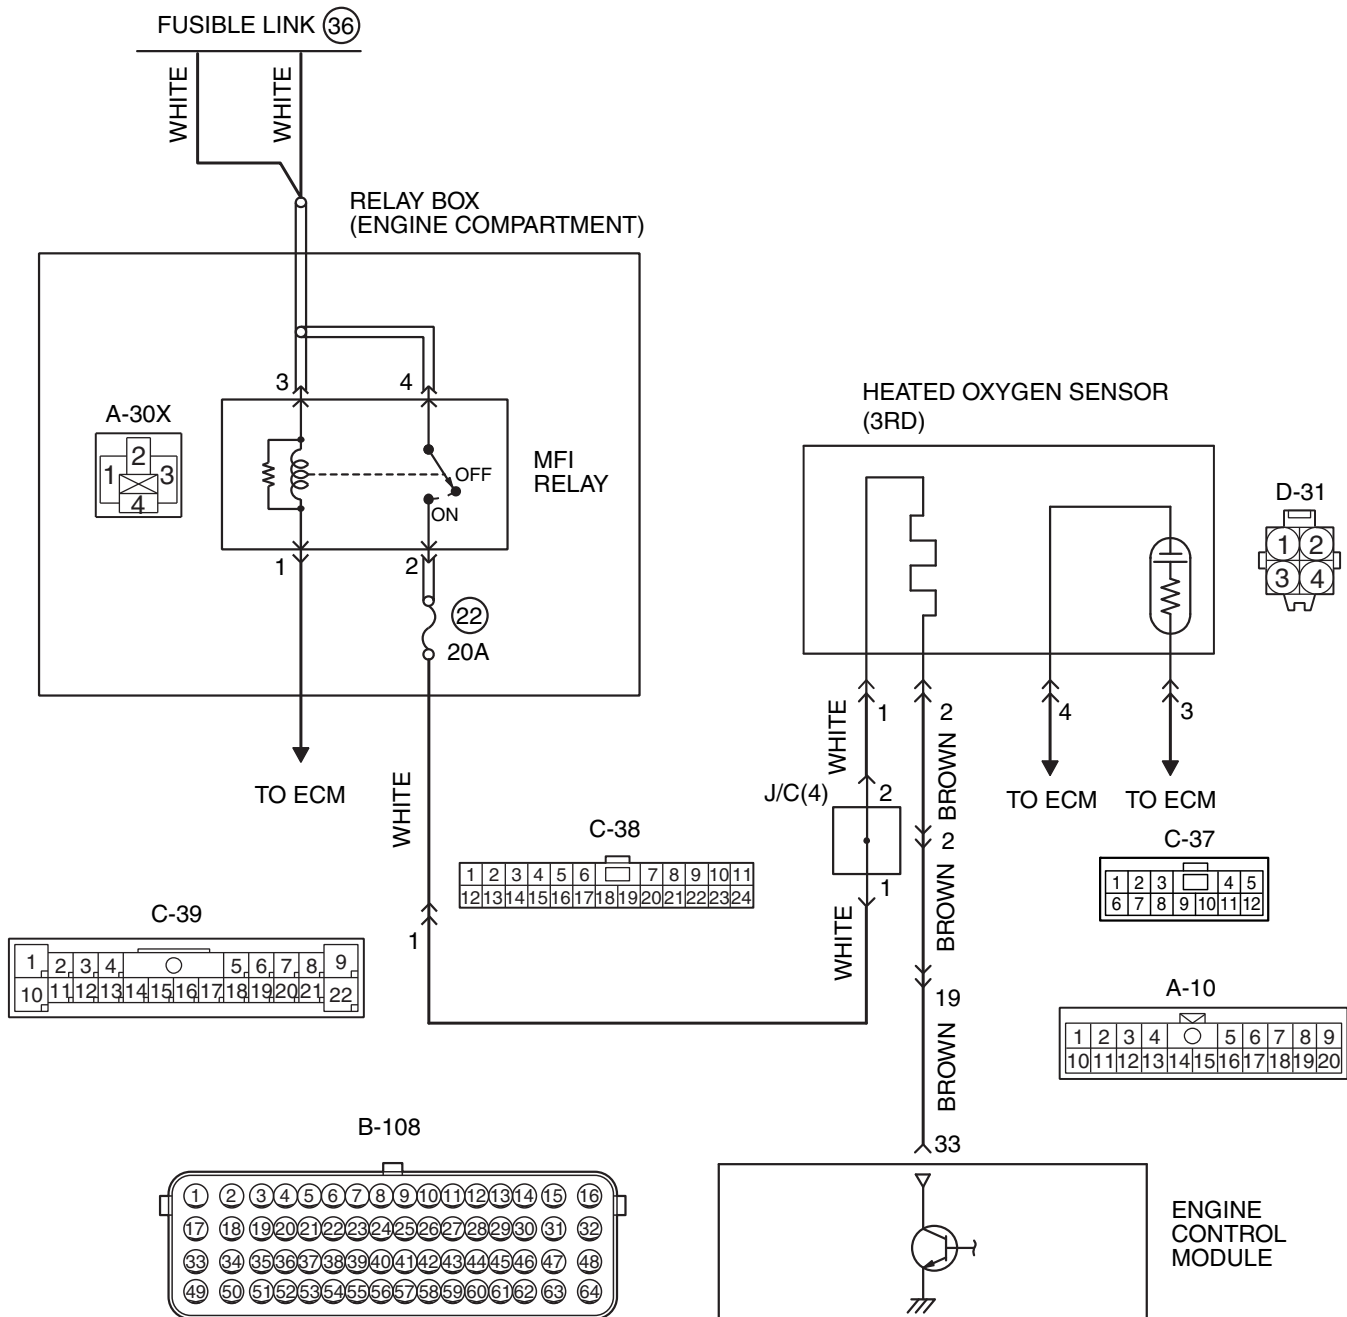 FUSIBLE LINK 36
WHITE
WHITE
RELAY BOX
(ENGINE COMPARTMENT)
3
4
A-30X
2
1
3
4
OFF
ON
MFI
RELAY
1
2
22
20A
TO ECM
WHITE
1
HEATED OXYGEN SENSOR
(3RD)
D-31
1 2
3 4
1
2
4
3
WHITE
BROWN
TO ECM
TO ECM
J/C(4)
2
1
2
BROWN
WHITE
19
BROWN
33
C-38
1 2 3 4 5 6 7 8 9 10 11
12 13 14 15 16 17 18 19 20 21 22 23 24
C-37
1 2 3 4 5
6 7 8 9 10 11 12
C-39
1 2 3 4 5 6 7 8 9
10 11 12 13 14 15 16 17 18 19 20 21 22
A-10
1 2 3 4 5 6 7 8 9
10 11 12 13 14 15 16 17 18 19 20
B-108
1 2 3 4 5 6 7 8 9 10 11 12 13 14 15 16
17 18 19 20 21 22 23 24 25 26 27 28 29 30 31 32
33 34 35 36 37 38 39 40 41 42 43 44 45 46 47 48
49 50 51 52 53 54 55 56 57 58 59 60 61 62 63 64
ENGINE
CONTROL
MODULE